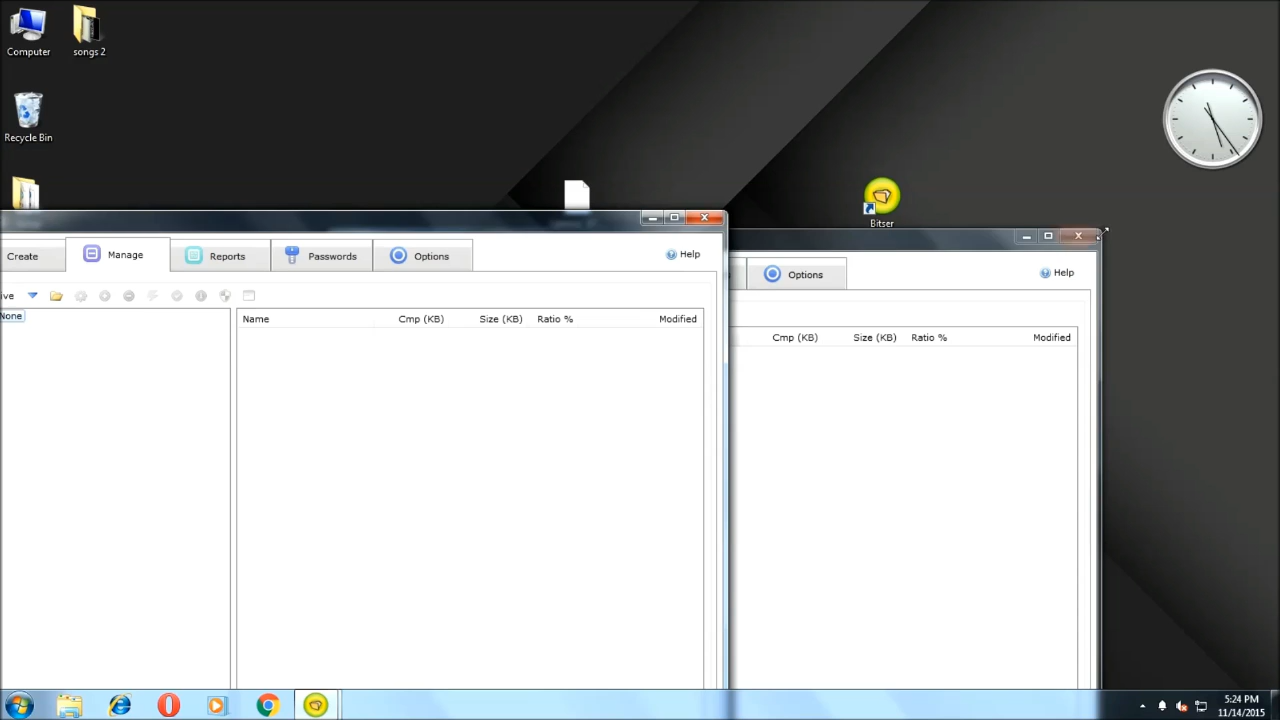 Computer
songs 2
Recycle Bin
Bitser
Create
Manage
Reports
Passwords
Options
Help
ive
None
Name
Cmp (KB)
Size (KB)
Ratio %
Modified
Options
Help
Cmp (KB)
Size (KB)
Ratio %
Modified
5:24 PM
11/14/2015